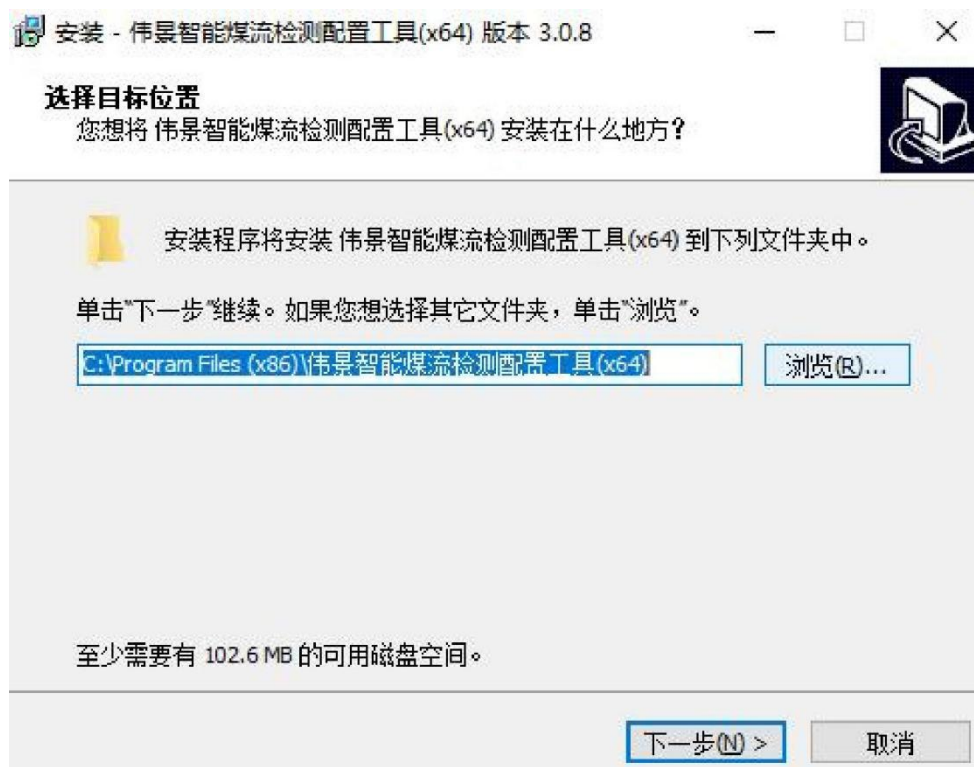 安装 - 伟景智能煤流检测配置工具(x64) 版本 3.0.8
选择目标位置
您想将 伟景智能煤流检测配置工具(x64) 安装在什么地方?
安装程序将安装 伟景智能煤流检测配置工具(x64) 到下列文件夹中。
单击"下一步"继续。如果您想选择其它文件夹，单击"浏览"。
C:\Program Files (x86)\伟景智能煤流检测配置工具(x64)
浏览(R)...
至少需要有 102.6 MB 的可用磁盘空间。
下一步(N) >
取消